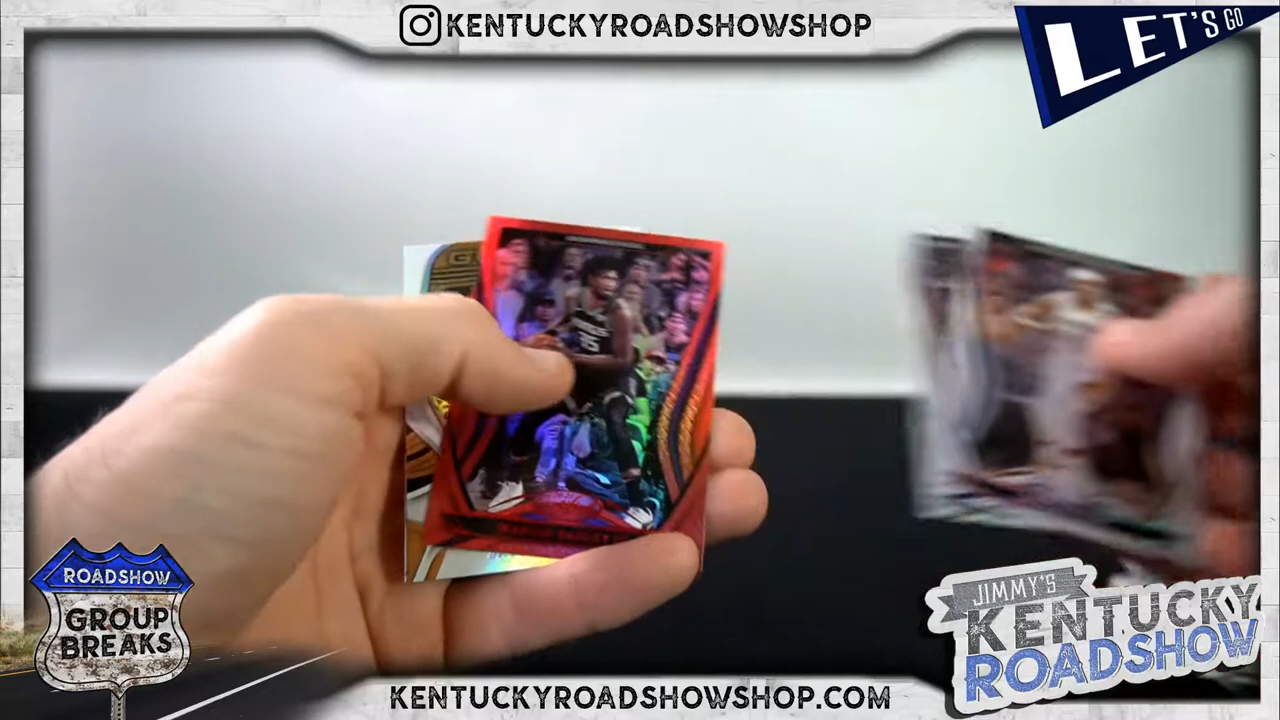 KENTUCKYROADSHOWSHOP
LET'S GO
ROADSHOW
GROUP
BREAKS
JIMMY'S
KENTUCKY
ROADSHOW
KENTUCKYROADSHOWSHOP.COM